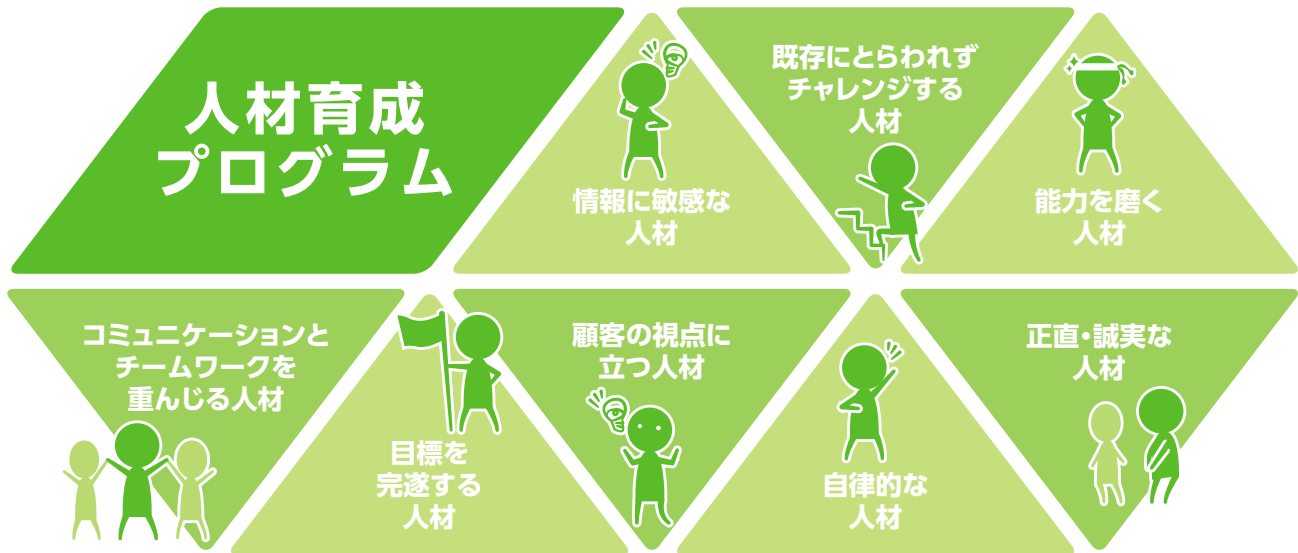 人材育成
プログラム
情報に敏感な
人材
既存にとらわれず
チャレンジする
人材
能力を磨く
人材
コミュニケーションと
チームワークを
重んじる人材
目標を
完遂する
人材
顧客の視点に
立つ人材
自律的な
人材
正直・誠実な
人材